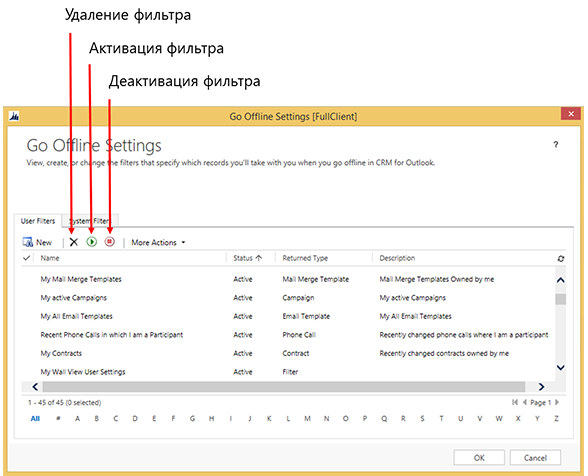 Удаление фильтра
Активация фильтра
Деактивация фильтра
Go Offline Settings [FullClient]
Go Offline Settings
?
View, create, or change the filters that specify which records you'll take with you when you go offline in CRM for Outlook.
User Filters System Filters
New More Actions
Name Status Returned Type Description
My Mail Merge Templates Active Mail Merge Template Mail Merge Templates Owned by me
My active Campaigns Active Campaign My active Campaigns
My All Email Templates Active Email Template My All Email Templates
Recent Phone Calls in which I am a Participant Active Phone Call Recently changed phone calls where I am a participant
My Contracts Active Contract Recently changed contracts owned by me
My Wall View User Settings Active Filter
1 - 45 of 45 (0 selected) Page 1
All # A B C D E F G H I J K L M N O P Q R S T U V W X Y Z
OK Cancel